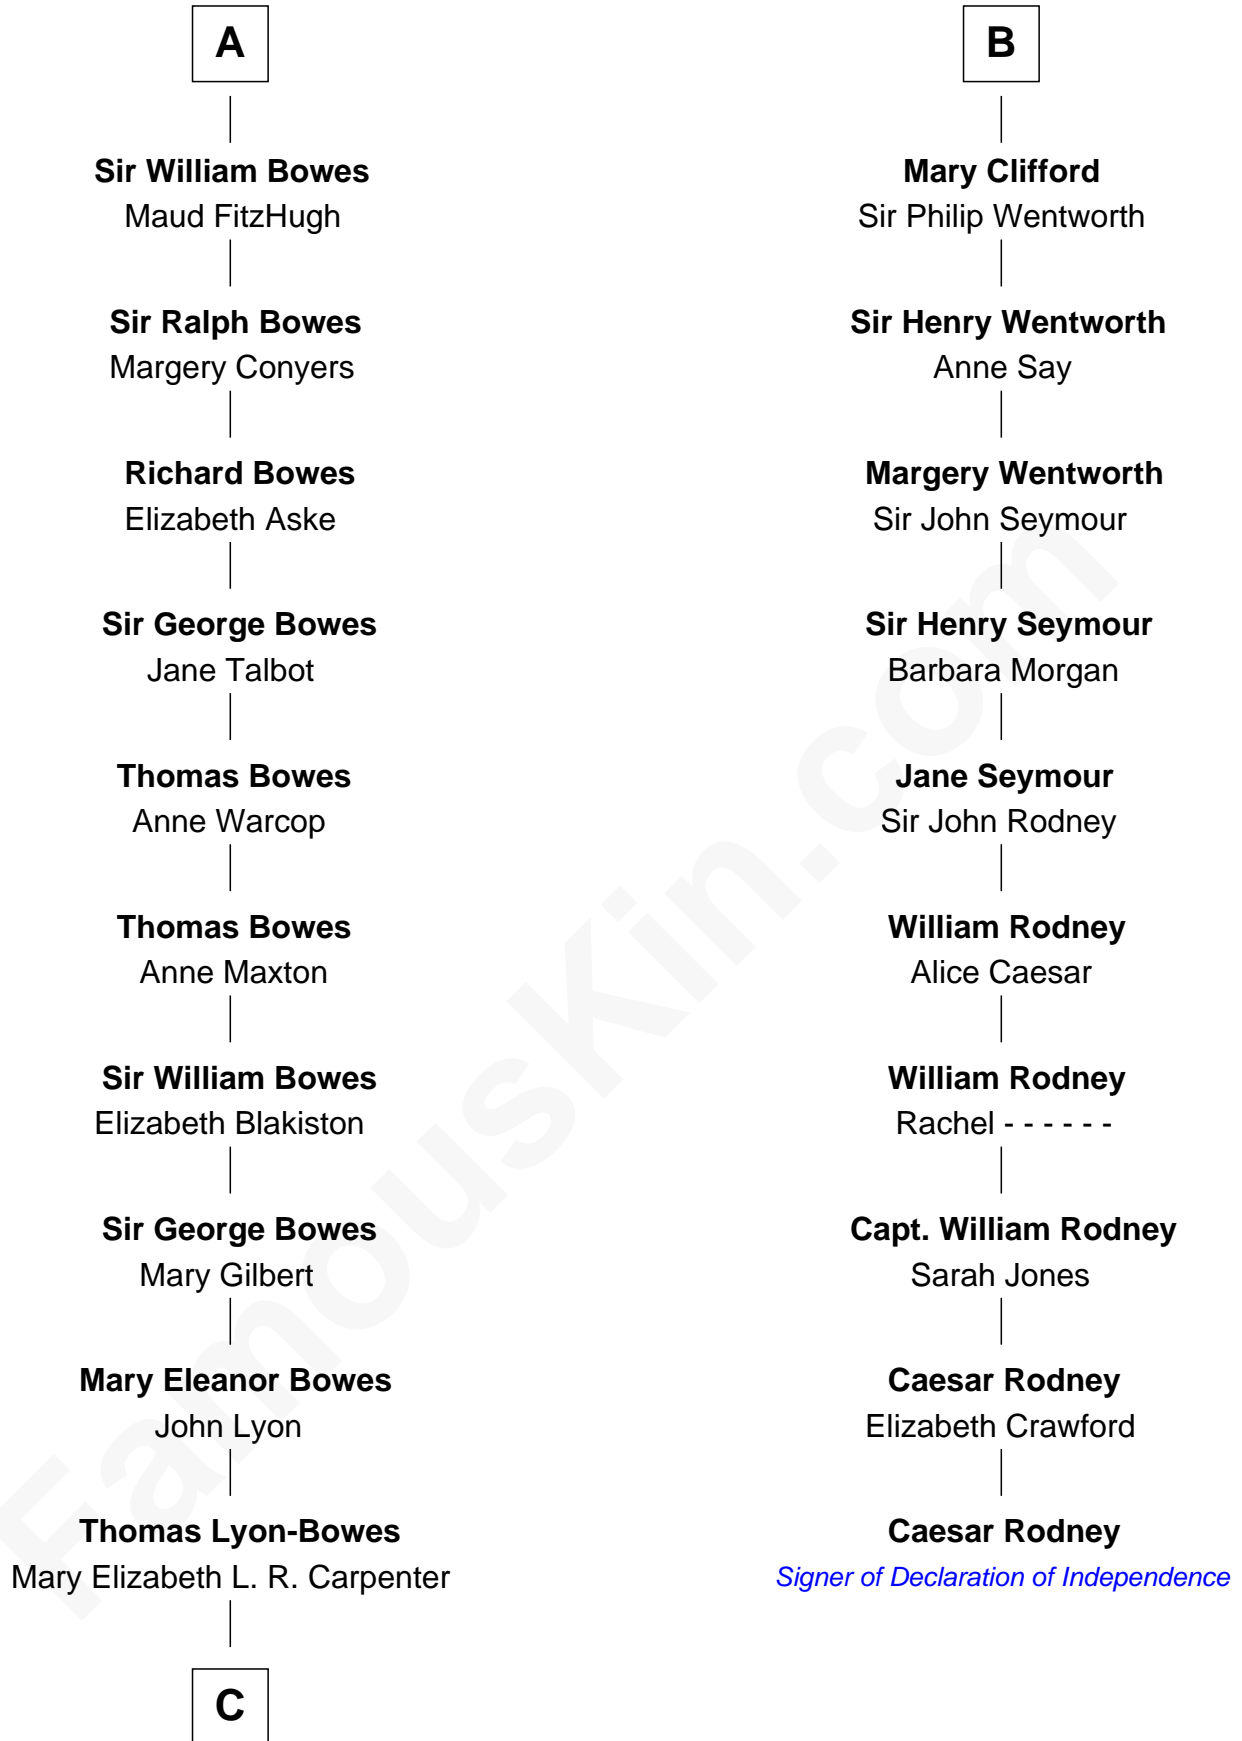 A
Sir William Bowes
Maud FitzHugh
Sir Ralph Bowes
Margery Conyers
Richard Bowes
Elizabeth Aske
Sir George Bowes
Jane Talbot
Thomas Bowes
Anne Warcop
Thomas Bowes
Anne Maxton
Sir William Bowes
Elizabeth Blakiston
Sir George Bowes
Mary Gilbert
Mary Eleanor Bowes
John Lyon
Thomas Lyon-Bowes
Mary Elizabeth L. R. Carpenter
C
B
Mary Clifford
Sir Philip Wentworth
Sir Henry Wentworth
Anne Say
Margery Wentworth
Sir John Seymour
Sir Henry Seymour
Barbara Morgan
Jane Seymour
Sir John Rodney
William Rodney
Alice Caesar
William Rodney
Rachel - - - - - -
Capt. William Rodney
Sarah Jones
Caesar Rodney
Elizabeth Crawford
Caesar Rodney
Signer of Declaration of Independence
FamousKin.com